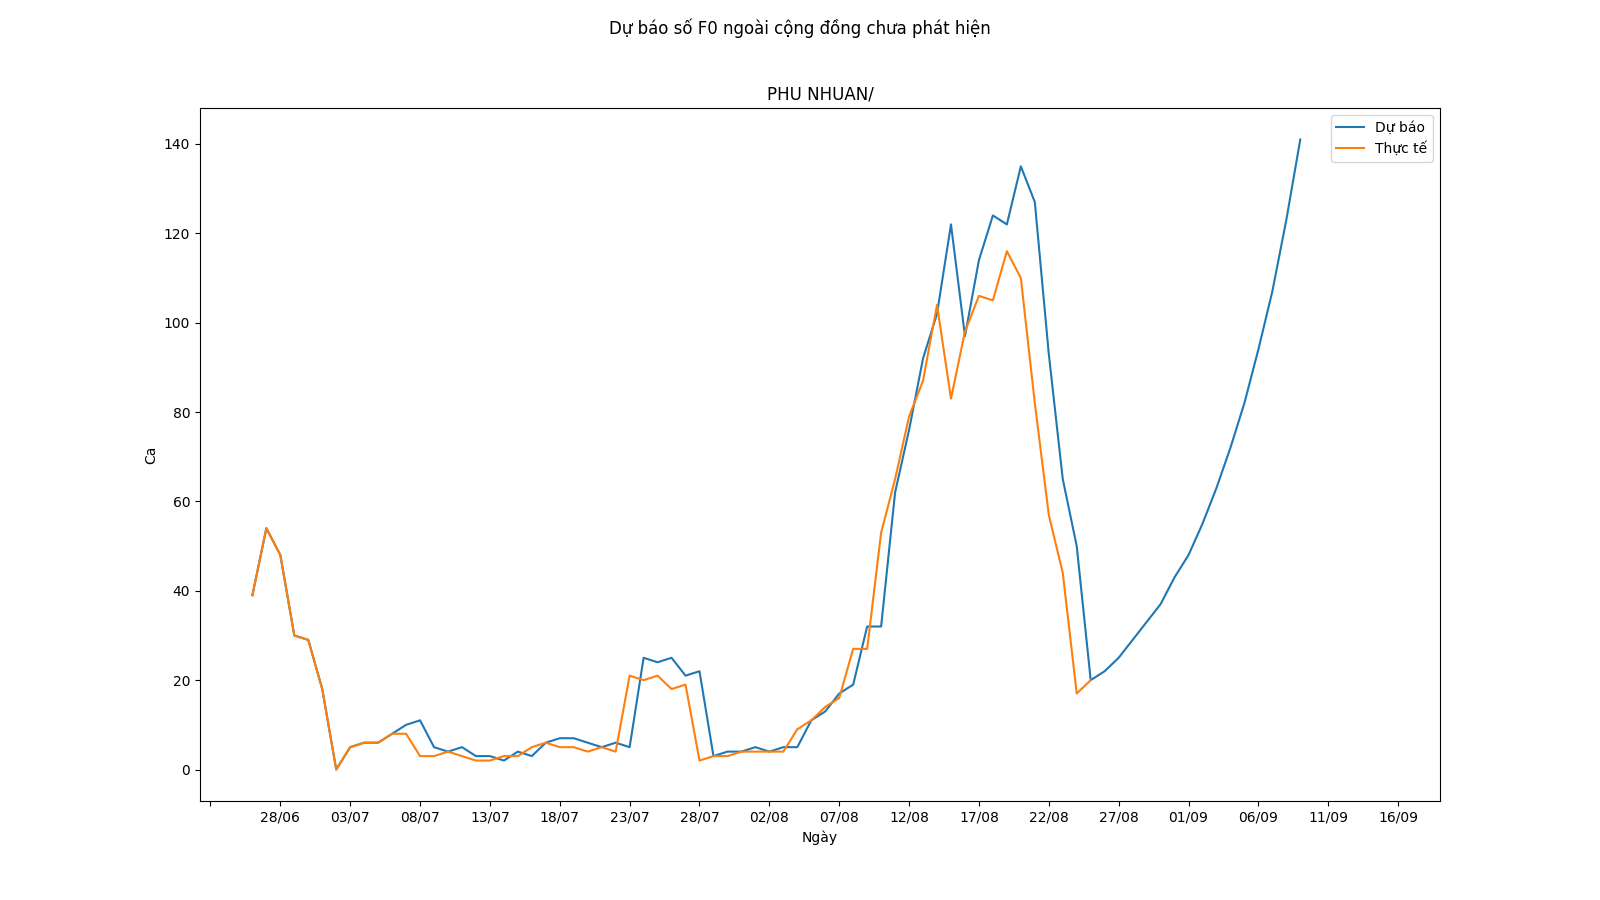 Dự báo số F0 ngoài cộng đồng chưa phát hiện
PHU NHUAN/
Dự báo
Thực tế
140
120
100
80
60
40
20
0
Ca
28/06 03/07 08/07 13/07 18/07 23/07 28/07 02/08 07/08 12/08 17/08 22/08 27/08 01/09 06/09 11/09 16/09
Ngày